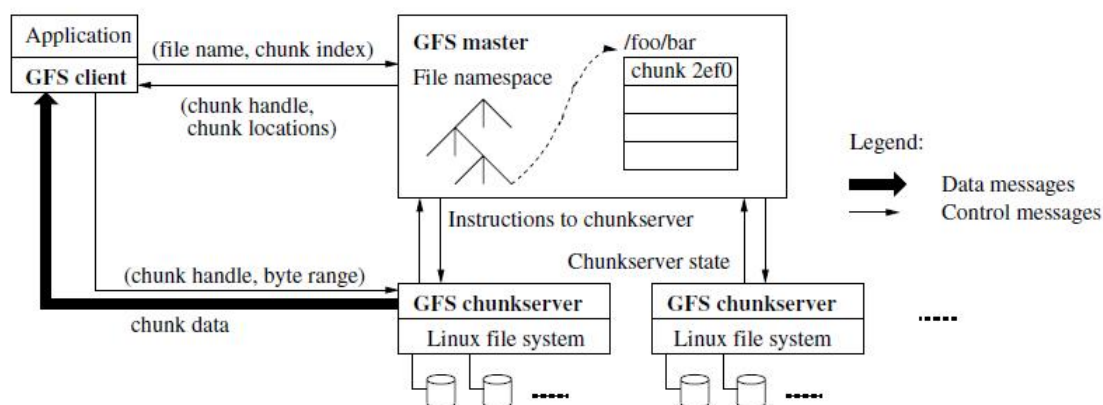 Application
GFS client
(file name, chunk index)
(chunk handle,
chunk locations)
GFS master
File namespace
/foo/bar
chunk 2ef0
Legend:
Data messages
Control messages
Instructions to chunkserver
Chunkserver state
(chunk handle, byte range)
chunk data
GFS chunkserver
Linux file system
GFS chunkserver
Linux file system